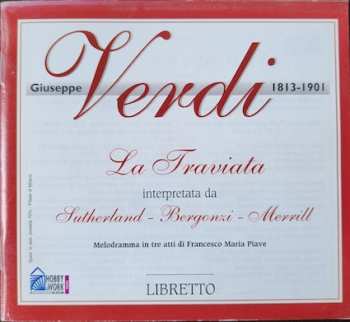 Giuseppe Verdi 1813-1901
La Traviata
interpretata da
Sutherland - Bergonzi - Merrill
Melodramma in tre atti di Francesco Maria Piave
HOBBY
& WORK
LIBRETTO